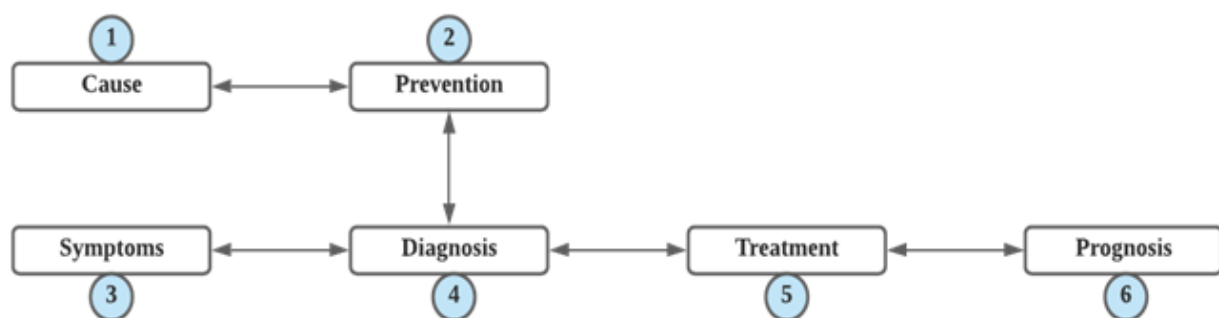 1
Cause
2
Prevention
Symptoms
3
Diagnosis
4
Treatment
5
Prognosis
6